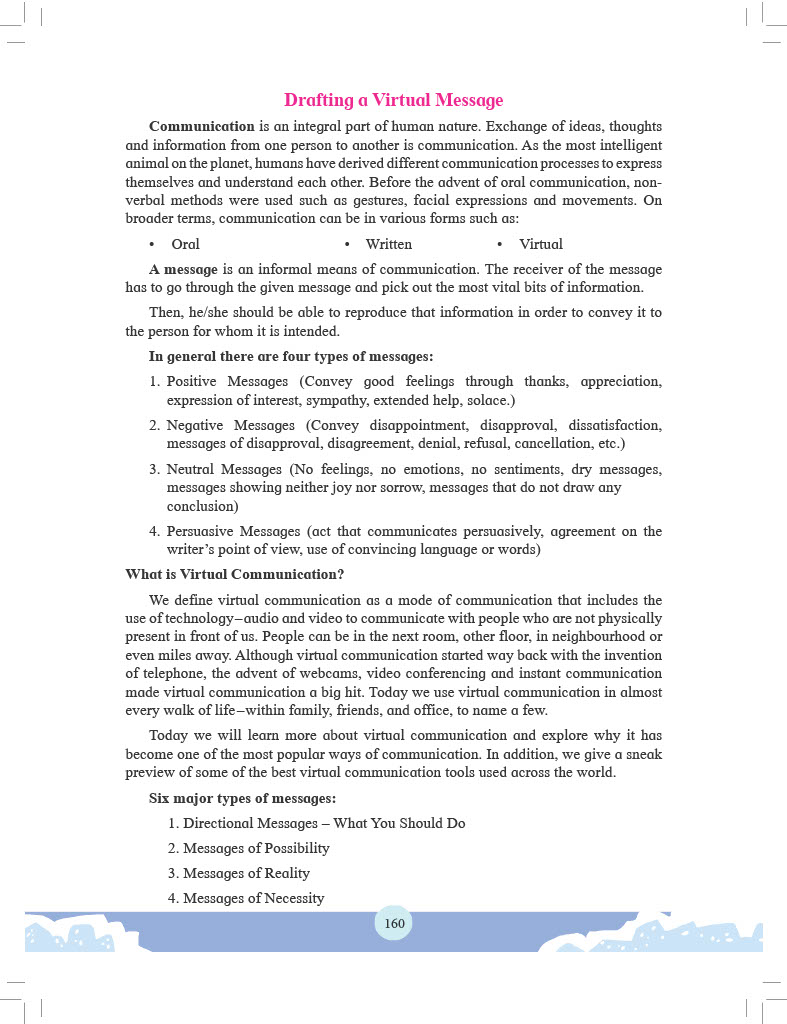 Drafting a Virtual Message
Communication is an integral part of human nature. Exchange of ideas, thoughts
and information from one person to another is communication. As the most intelligent
animal on the planet, humans have derived different communication processes to express
themselves and understand each other. Before the advent of oral communication, non-
verbal methods were used such as gestures, facial expressions and movements. On
broader terms, communication can be in various forms such as:
• Oral • Written • Virtual
A message is an informal means of communication. The receiver of the message
has to go through the given message and pick out the most vital bits of information.
Then, he/she should be able to reproduce that information in order to convey it to
the person for whom it is intended.
In general there are four types of messages:
1. Positive Messages (Convey good feelings through thanks, appreciation,
expression of interest, sympathy, extended help, solace.)
2. Negative Messages (Convey disappointment, disapproval, dissatisfaction,
messages of disapproval, disagreement, denial, refusal, cancellation, etc.)
3. Neutral Messages (No feelings, no emotions, no sentiments, dry messages,
messages showing neither joy nor sorrow, messages that do not draw any
conclusion)
4. Persuasive Messages (act that communicates persuasively, agreement on the
writer's point of view, use of convincing language or words)
What is Virtual Communication?
We define virtual communication as a mode of communication that includes the
use of technology–audio and video to communicate with people who are not physically
present in front of us. People can be in the next room, other floor, in neighbourhood or
even miles away. Although virtual communication started way back with the invention
of telephone, the advent of webcams, video conferencing and instant communication
made virtual communication a big hit. Today we use virtual communication in almost
every walk of life–within family, friends, and office, to name a few.
Today we will learn more about virtual communication and explore why it has
become one of the most popular ways of communication. In addition, we give a sneak
preview of some of the best virtual communication tools used across the world.
Six major types of messages:
1. Directional Messages – What You Should Do
2. Messages of Possibility
3. Messages of Reality
4. Messages of Necessity
160